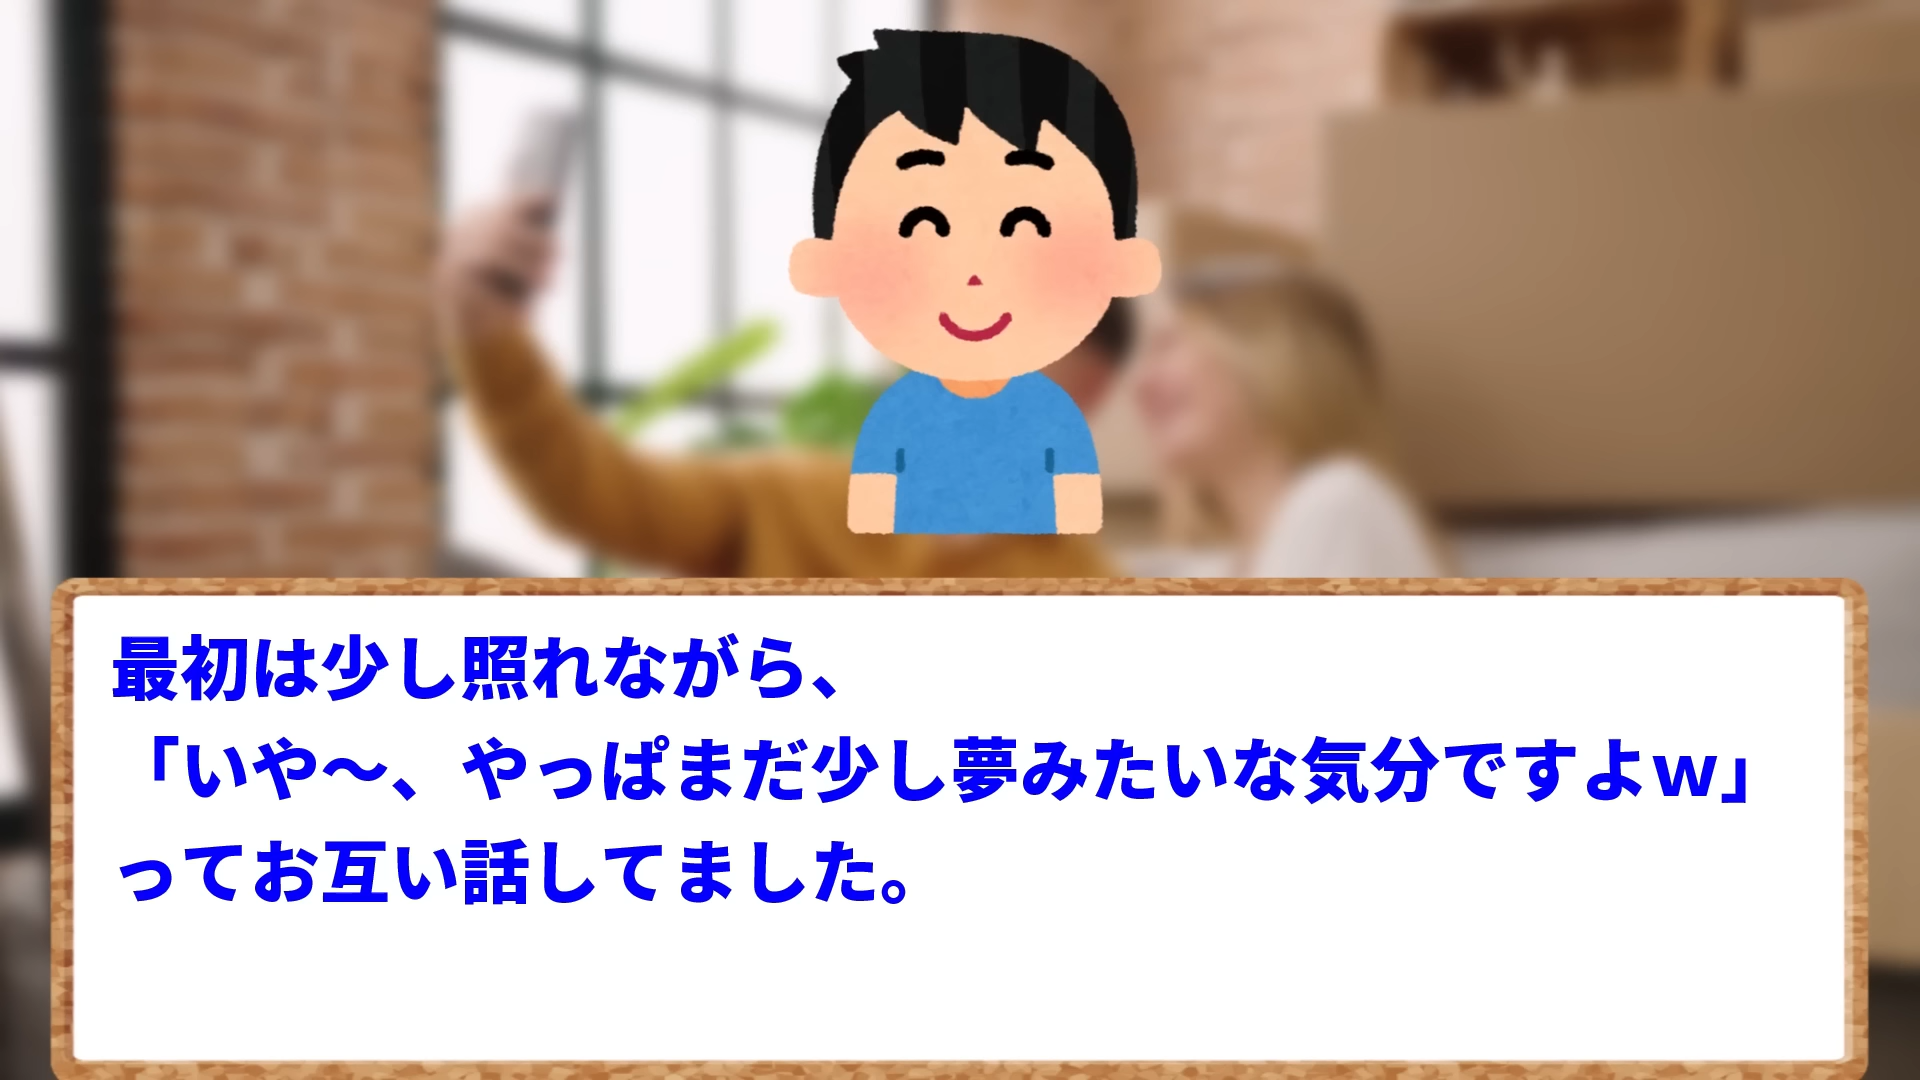 最初は少し照れながら、
「いや～、やっぱまだ少し夢みたいな気分ですよw」
ってお互い話してました。